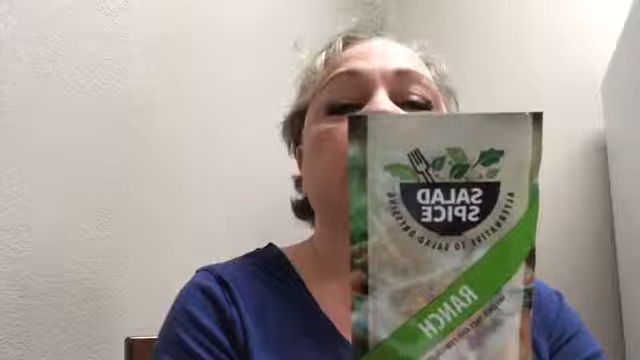 SALAD
SPICE
ALTERNATIVE TO SALAD DRESSING
RANCH